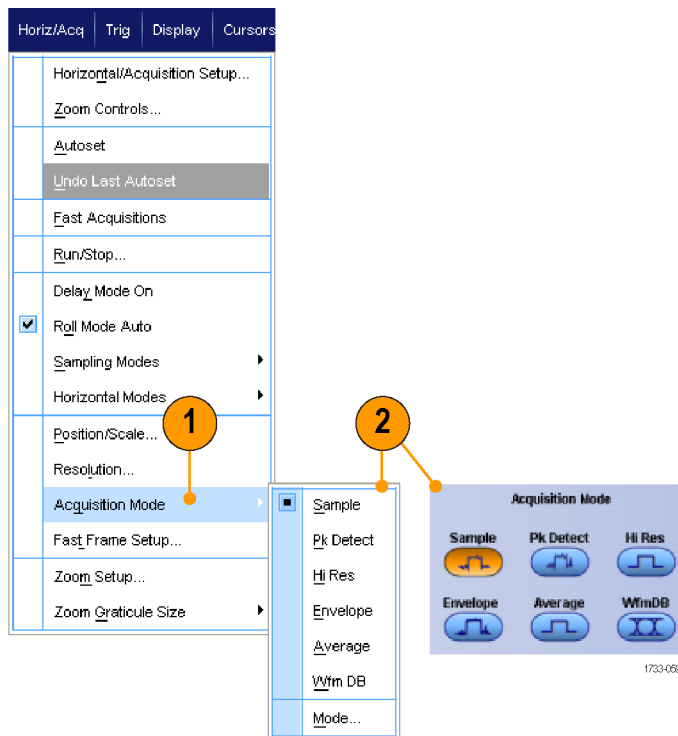 Horiz/Acq Trig Display Cursors
Horizontal/Acquisition Setup...
Zoom Controls...
Autoset
Undo Last Autoset
Fast Acquisitions
Run/Stop...
Delay Mode On
Roll Mode Auto
Sampling Modes
Horizontal Modes
Position/Scale...
Resolution...
Acquisition Mode
Fast Frame Setup...
Zoom Setup...
Zoom Graticule Size
1
2
Sample
Pk Detect
Hi Res
Envelope
Average
Wfm DB
Mode...
Acquisition Mode
Sample Pk Detect Hi Res
Envelope Average WfmDB